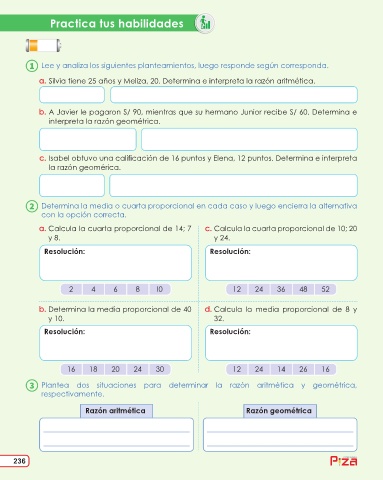 Practica tus habilidades
1 Lee y analiza los siguientes planteamientos, luego responde según corresponda.
a. Silvia tiene 25 años y Meliza, 20. Determina e interpreta la razón aritmética.
b. A Javier le pagaron S/ 90, mientras que su hermano Junior recibe S/ 60. Determina e
interpreta la razón geométrica.
c. Isabel obtuvo una calificación de 16 puntos y Elena, 12 puntos. Determina e interpreta
la razón geomérica.
2 Determina la media o cuarta proporcional en cada caso y luego encierra la alternativa
con la opción correcta.
a. Calcula la cuarta proporcional de 14; 7
y 8.
Resolución:
2 4 6 8 10
c. Calcula la cuarta proporcional de 10; 20
y 24.
Resolución:
12 24 36 48 52
b. Determina la media proporcional de 40
y 10.
Resolución:
16 18 20 24 30
d. Calcula la media proporcional de 8 y
32.
Resolución:
12 24 14 26 16
3 Plantea dos situaciones para determinar la razón aritmética y geométrica,
respectivamente.
Razón aritmética
Razón geométrica
236